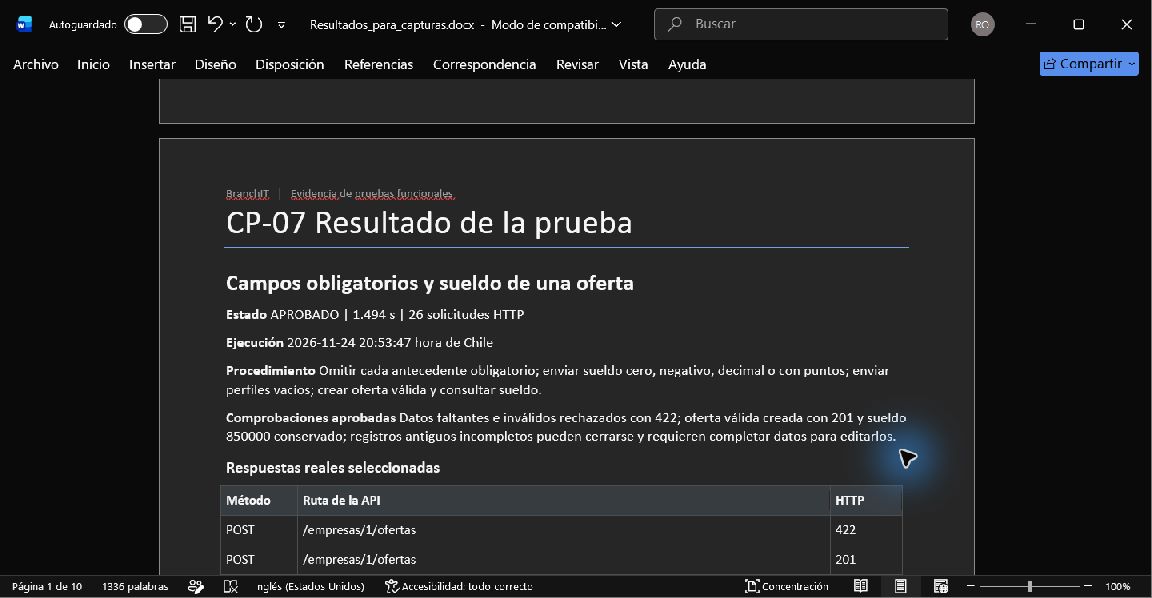 Autoguardado
Resultados_para_capturas.docx - Modo de compatibi...
Buscar
RO
Archivo Inicio Insertar Diseño Disposición Referencias Correspondencia Revisar Vista Ayuda
Compartir
BranchIT | Evidencia de pruebas funcionales
CP-07 Resultado de la prueba
Campos obligatorios y sueldo de una oferta
Estado APROBADO | 1.494 s | 26 solicitudes HTTP
Ejecución 2026-11-24 20:53:47 hora de Chile
Procedimiento Omitir cada antecedente obligatorio; enviar sueldo cero, negativo, decimal o con puntos; enviar
perfiles vacíos; crear oferta válida y consultar sueldo.
Comprobaciones aprobadas Datos faltantes e inválidos rechazados con 422; oferta válida creada con 201 y sueldo
850000 conservado; registros antiguos incompletos pueden cerrarse y requieren completar datos para editarlos.
Respuestas reales seleccionadas
Método Ruta de la API HTTP
POST /empresas/1/ofertas 422
POST /empresas/1/ofertas 201
Página 1 de 10 1336 palabras nglés (Estados Unidos) Accesibilidad: todo correcto Concentración 100%